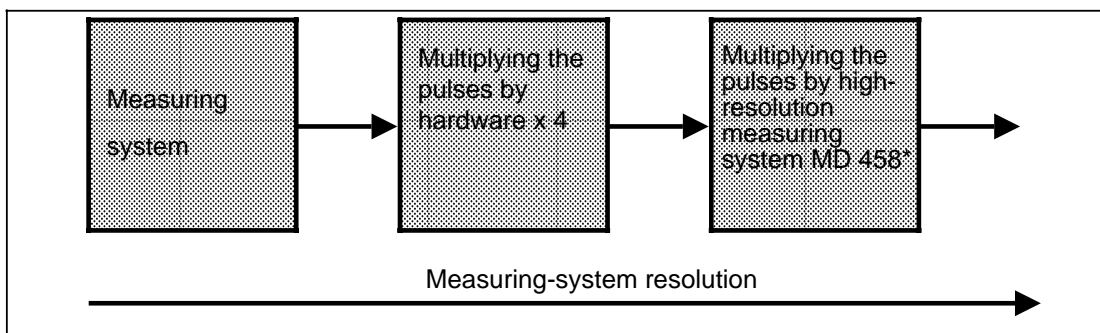 Measuring
system
Multiplying the
pulses by
hardware x 4
Multiplying the
pulses by high-
resolution
measuring
system MD 458*
Measuring-system resolution